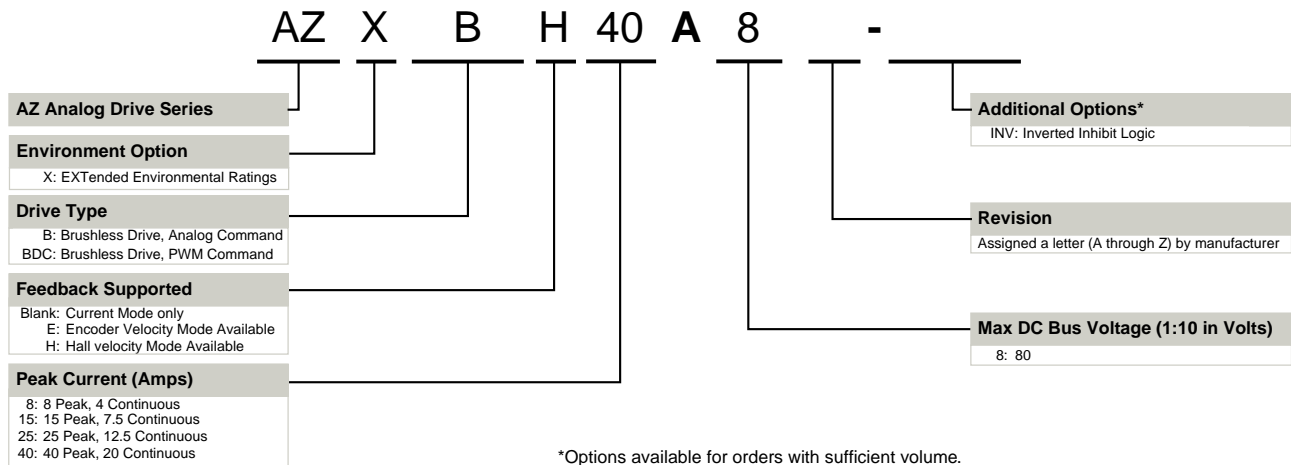 AZ X B H 40 A 8 -
AZ Analog Drive Series
Environment Option
X: EXTended Environmental Ratings
Drive Type
B: Brushless Drive, Analog Command
BDC: Brushless Drive, PWM Command
Feedback Supported
Blank: Current Mode only
E: Encoder Velocity Mode Available
H: Hall velocity Mode Available
Peak Current (Amps)
8: 8 Peak, 4 Continuous
15: 15 Peak, 7.5 Continuous
25: 25 Peak, 12.5 Continuous
40: 40 Peak, 20 Continuous
Additional Options*
INV: Inverted Inhibit Logic
Revision
Assigned a letter (A through Z) by manufacturer
Max DC Bus Voltage (1:10 in Volts)
8: 80
*Options available for orders with sufficient volume.